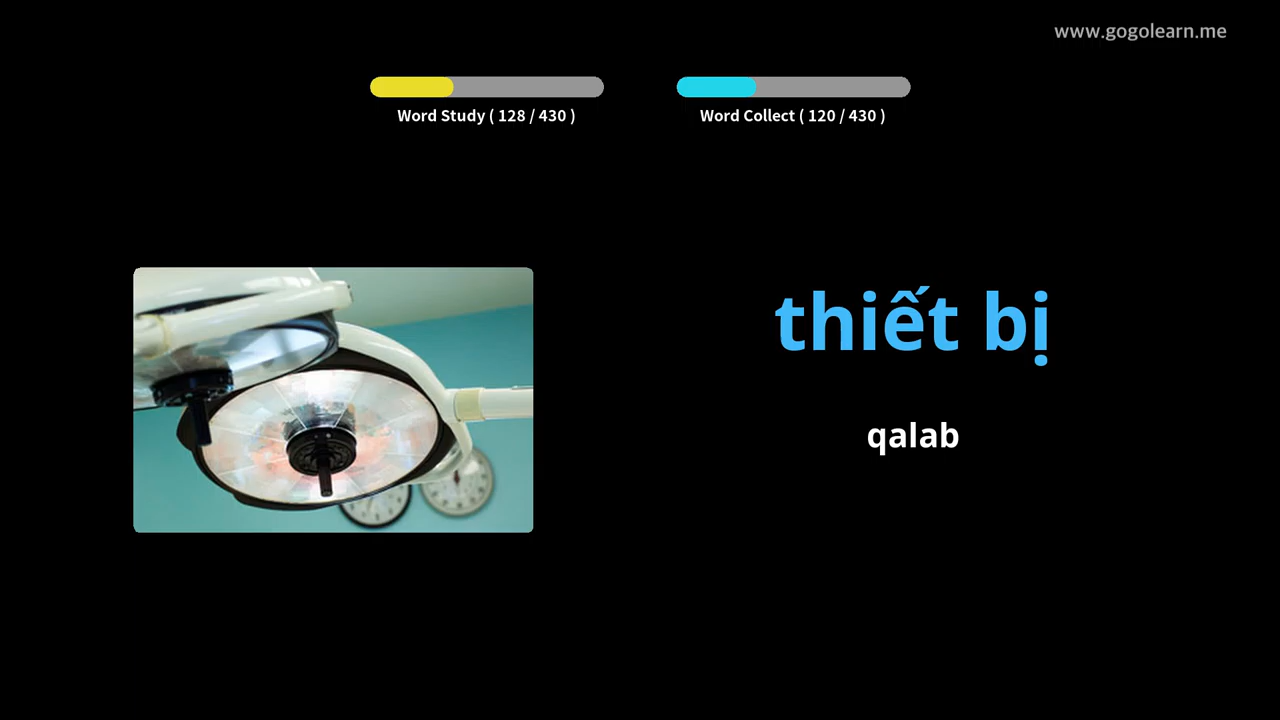 www.gogolearn.me
Word Study ( 128 / 430 )
Word Collect ( 120 / 430 )
thiết bị
qalab